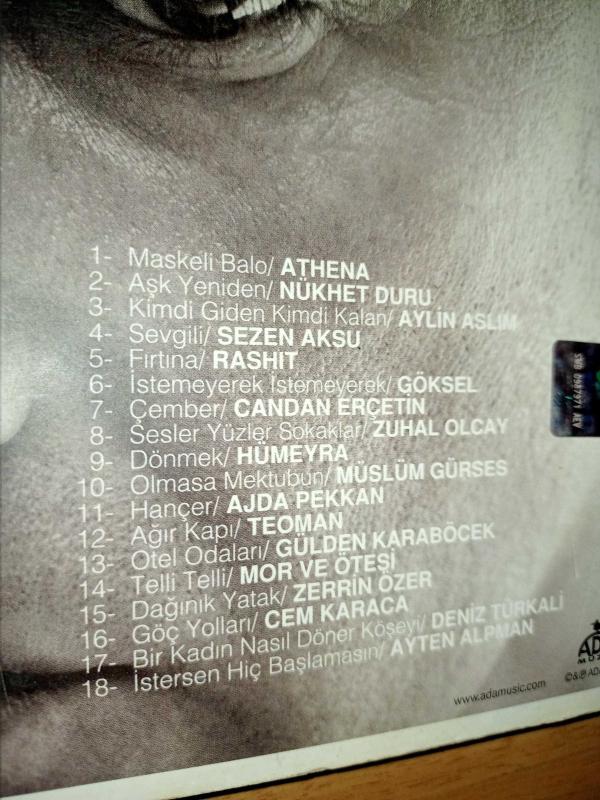 1- Maskeli Balo/ ATHENA
2- Aşk Yeniden/ NÜKHET DURU
3- Kimdi Giden Kimdi Kalan/ AYLİN ASLIM
4- Sevgili/ SEZEN AKSU
5- Fırtına/ RASHIT
6- İstemeyerek İstemeyerek/ GÖKSEL
7- Çember/ CANDAN ERÇETİN
8- Sesler Yüzler Sokaklar/ ZUHAL OLCAY
9- Dönmek/ HÜMEYRA
10- Olmasa Mektubun/ MÜSLÜM GÜRSES
11- Hançer/ AJDA PEKKAN
12- Ağır Kapı/ TEOMAN
13- Otel Odaları/ GÜLDEN KARABÖCEK
14- Telli Telli/ MOR VE ÖTESİ
15- Dağınık Yatak/ ZERRİN ÖZER
16- Göç Yolları/ CEM KARACA
17- Bir Kadın Nasıl Döner Köşeyi/ DENİZ TÜRKALİ
18- İstersen Hiç Başlamasın/ AYTEN ALPMAN
www.adamusic.com